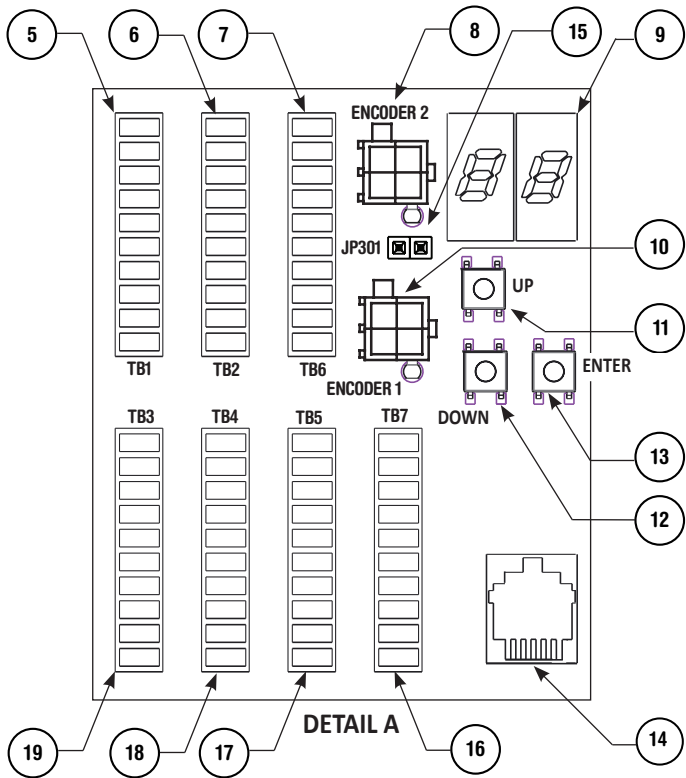 5 6 7 8 15 9
ENCODER 2
JP301
10
UP
11
TB1 TB2 TB6
ENCODER 1
ENTER
DOWN
TB3 TB4 TB5 TB7
13
12
DETAIL A
19 18 17 16 14